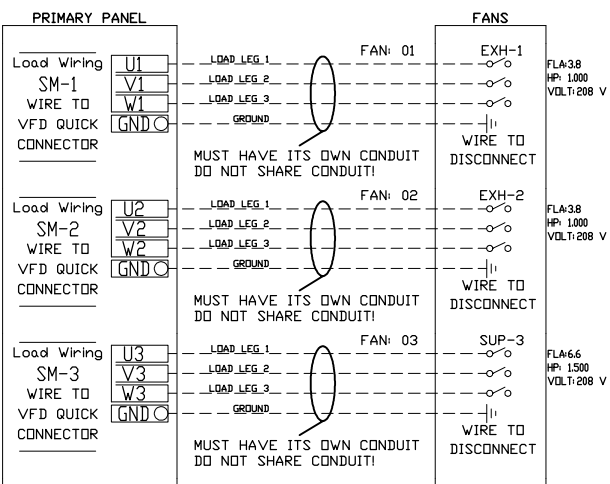 PRIMARY PANEL
FANS
FAN: 01
EXH-1
Load Wiring
SM-1
WIRE TO
VFD QUICK
CONNECTOR
U1
V1
W1
GND
LOAD LEG 1
LOAD LEG 2
LOAD LEG 3
GROUND
MUST HAVE ITS OWN CONDUIT
DO NOT SHARE CONDUIT!
WIRE TO
DISCONNECT
FLA:3.8
HP: 1.000
VOLT:208 V
FAN: 02
EXH-2
Load Wiring
SM-2
WIRE TO
VFD QUICK
CONNECTOR
U2
V2
W2
GND
LOAD LEG 1
LOAD LEG 2
LOAD LEG 3
GROUND
MUST HAVE ITS OWN CONDUIT
DO NOT SHARE CONDUIT!
WIRE TO
DISCONNECT
FLA:3.8
HP: 1.000
VOLT:208 V
FAN: 03
SUP-3
Load Wiring
SM-3
WIRE TO
VFD QUICK
CONNECTOR
U3
V3
W3
GND
LOAD LEG 1
LOAD LEG 2
LOAD LEG 3
GROUND
MUST HAVE ITS OWN CONDUIT
DO NOT SHARE CONDUIT!
WIRE TO
DISCONNECT
FLA:6.6
HP: 1.500
VOLT:208 V